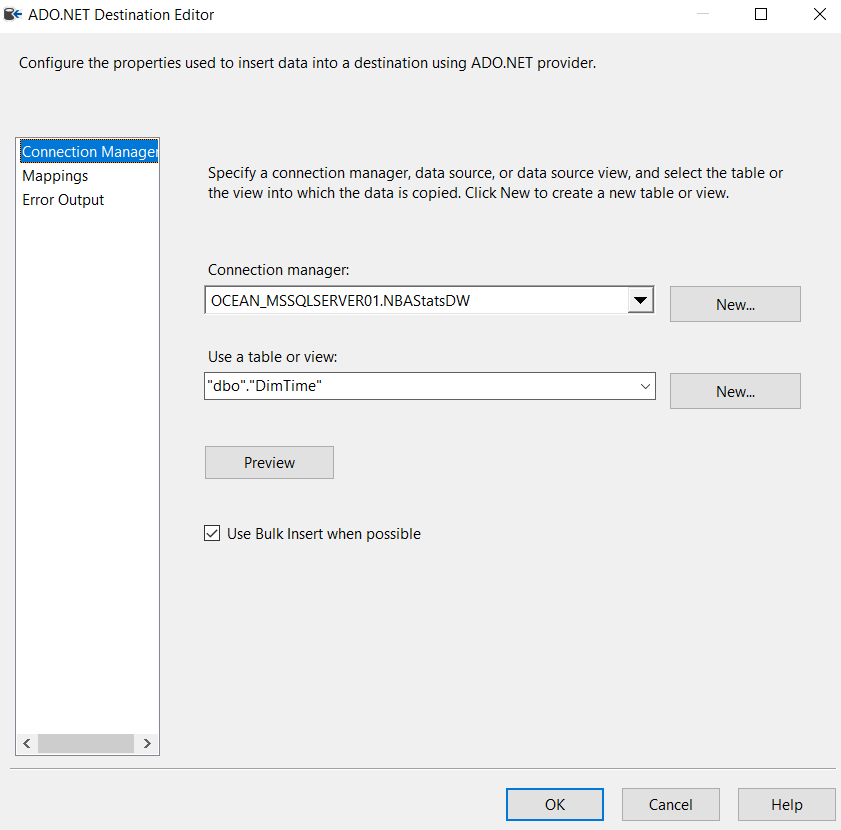 ADO.NET Destination Editor
Configure the properties used to insert data into a destination using ADO.NET provider.
Connection Manager
Mappings
Error Output
Specify a connection manager, data source, or data source view, and select the table or
the view into which the data is copied. Click New to create a new table or view.
Connection manager:
OCEAN_MSSQLSERVER01.NBAStatsDW
New...
Use a table or view:
"dbo"."DimTime"
New...
Preview
Use Bulk Insert when possible
OK
Cancel
Help